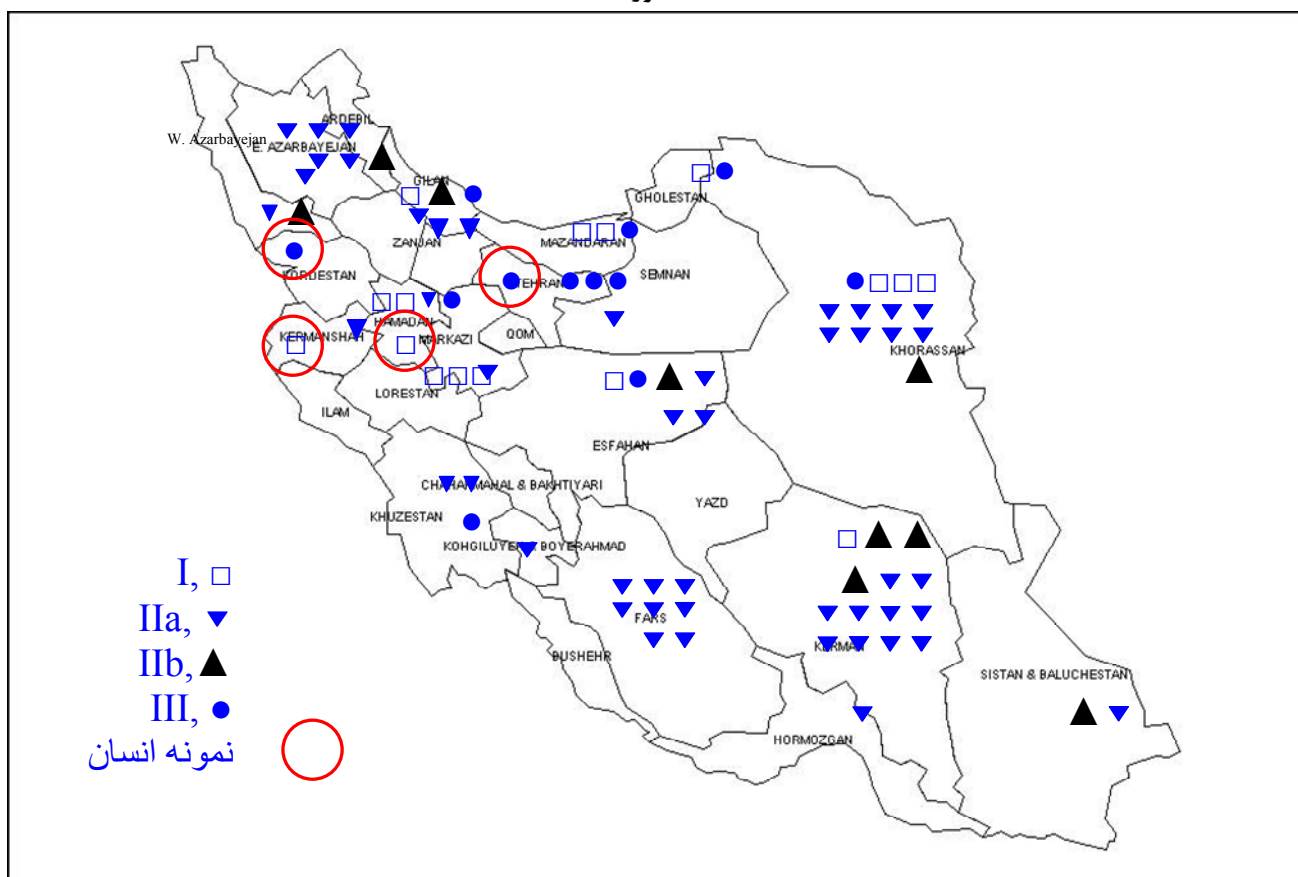 ARDEBIL
W. Azarbayejan
E. AZARBAYEJAN
GILAN
GHOLESTAN
ZANJAN
MAZANDARAN
KORDESTAN
TEHRAN
SEMNAN
HAMADAN
KERMANSHAH
MARKAZI
QOM
KHORASSAN
LORESTAN
ILAM
ESFAHAN
CHAHARMAHAL & BAKHTIYARI
YAZD
KHUZESTAN
KOHGILUYEH & BOYERAHMAD
I,
IIa,
FARS
KERMAN
IIb,
BUSHEHR
SISTAN & BALUCHESTAN
III,
HORMOZGAN
نمونه انسان